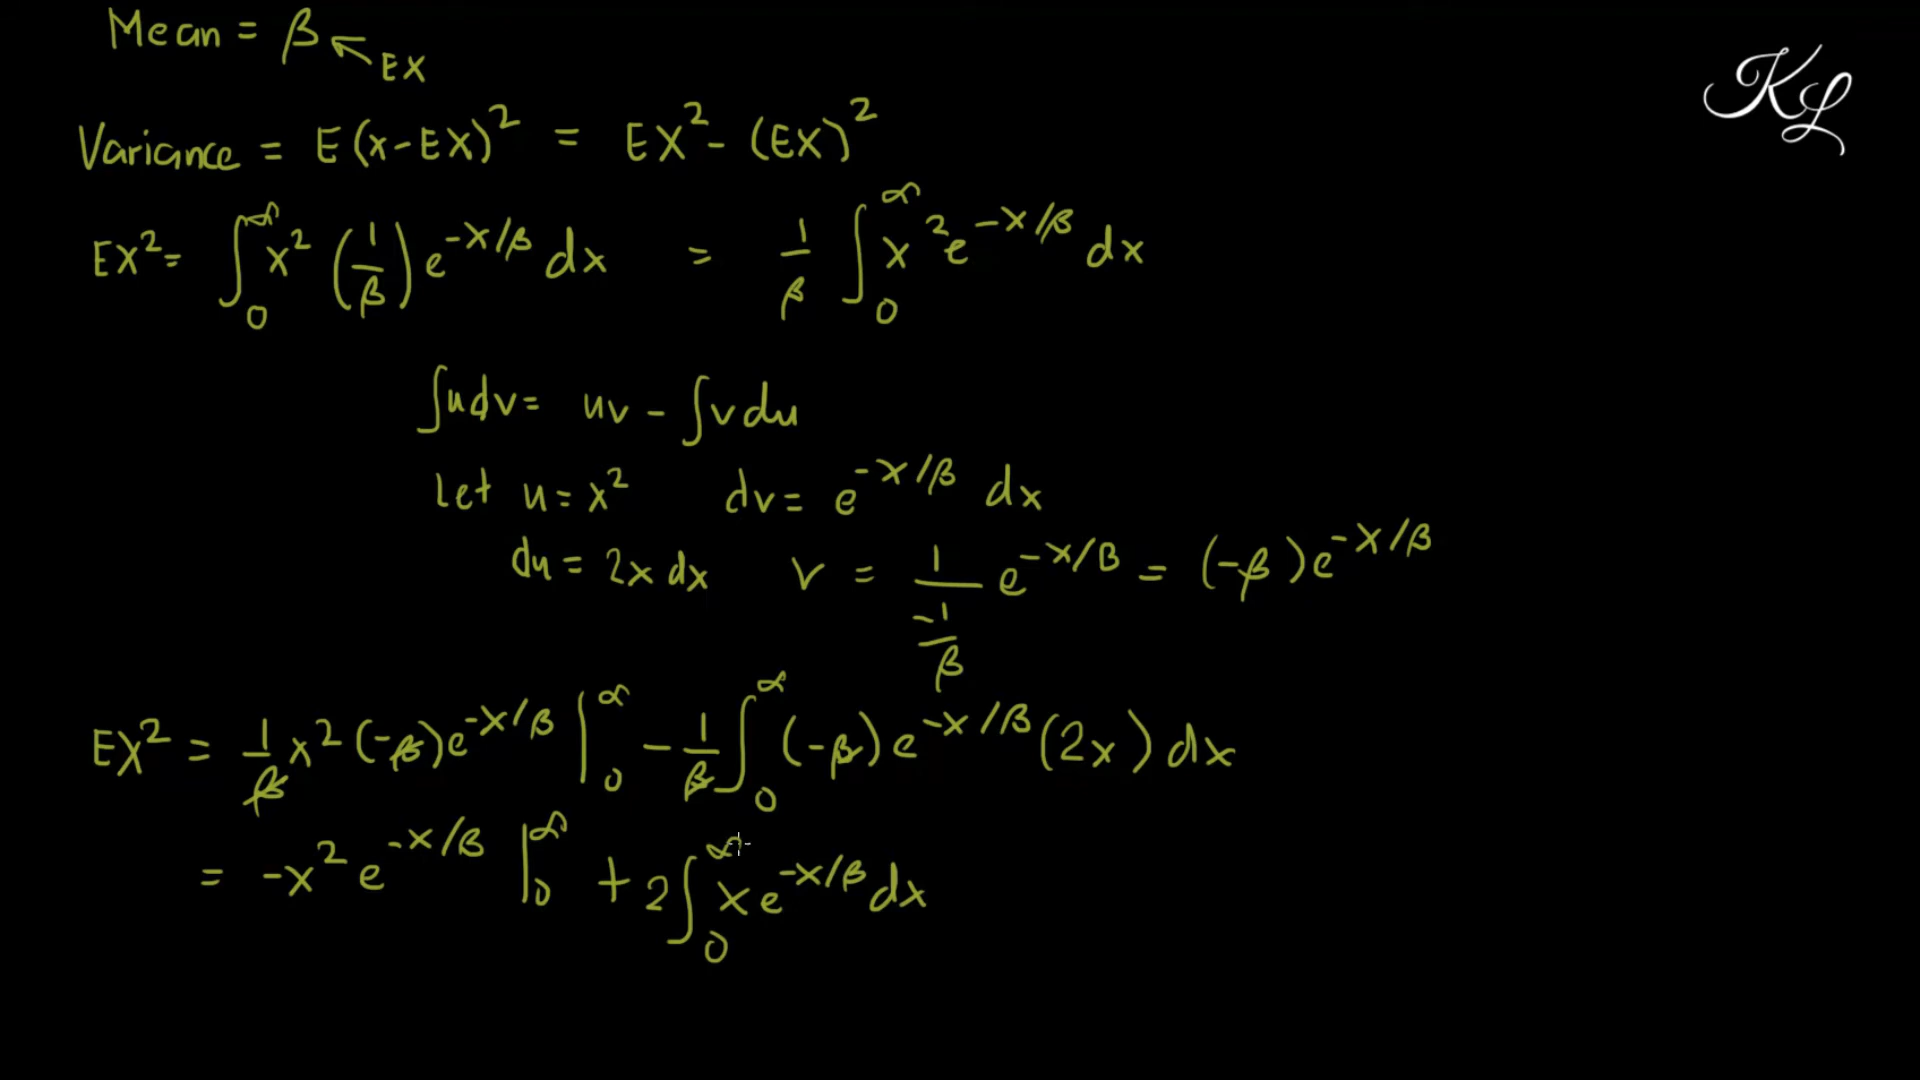 Mean = β ← EX
KL
Variance = E(x-EX)² = EX² - (EX)²
EX² = ∫₀^∞ x² (1/β) e^{-x/β} dx = 1/β ∫₀^∞ x² e^{-x/β} dx
∫udv = uv - ∫vdu
Let u = x² dv = e^{-x/β} dx
du = 2x dx v = 1/(-1/β) e^{-x/β} = (-β)e^{-x/β}
EX² = 1/β x² (-β)e^{-x/β} |₀^∞ - 1/β ∫₀^∞ (-β) e^{-x/β} (2x) dx
= -x² e^{-x/β} |₀^∞ + 2∫₀^∞ x e^{-x/β} dx